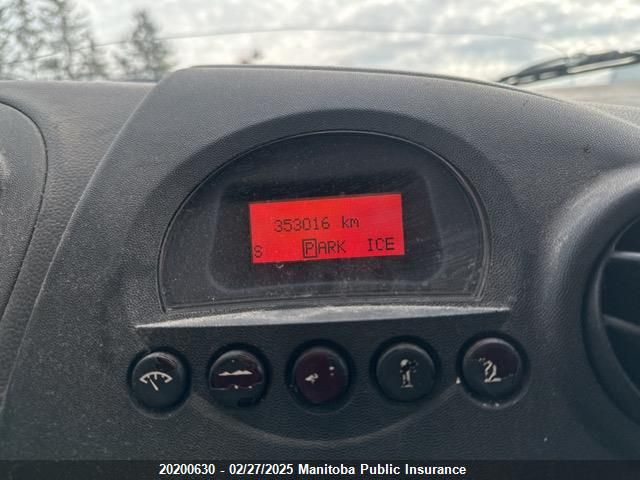 353016 km
S PARK ICE
20200630 - 02/27/2025 Manitoba Public Insurance